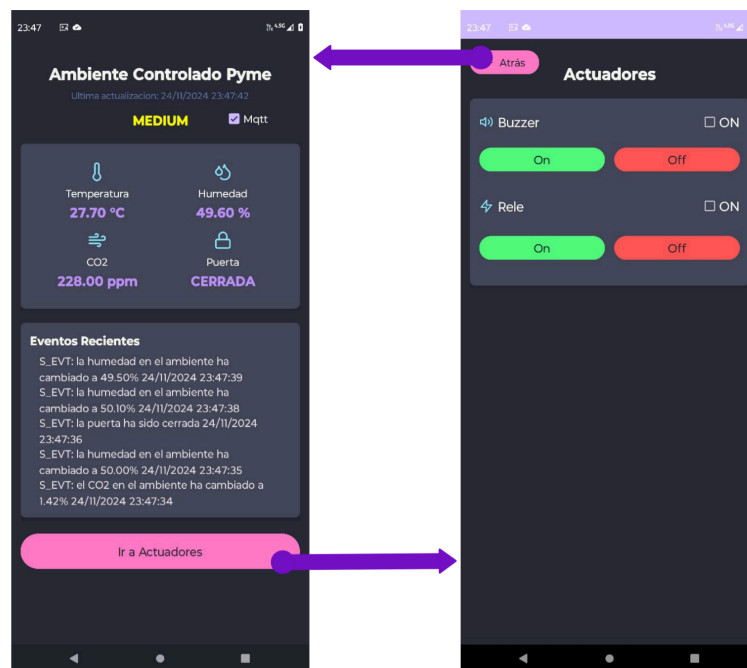 23:47
4.5G
Ambiente Controlado Pyme
Ultima actualizacion: 24/11/2024 23:47:42
MEDIUM
Mqtt
Temperatura
Humedad
27.70 °C
49.60 %
CO2
Puerta
228.00 ppm
CERRADA
Eventos Recientes
S_EVT: la humedad en el ambiente ha
cambiado a 49.50% 24/11/2024 23:47:39
S_EVT: la humedad en el ambiente ha
cambiado a 50.10% 24/11/2024 23:47:38
S_EVT: la puerta ha sido cerrada 24/11/2024
23:47:36
S_EVT: la humedad en el ambiente ha
cambiado a 50.00% 24/11/2024 23:47:35
S_EVT: el CO2 en el ambiente ha cambiado a
1.42% 24/11/2024 23:47:34
Ir a Actuadores
23:47
4.5G
Atrás
Actuadores
Buzzer
ON
On
Off
Rele
ON
On
Off